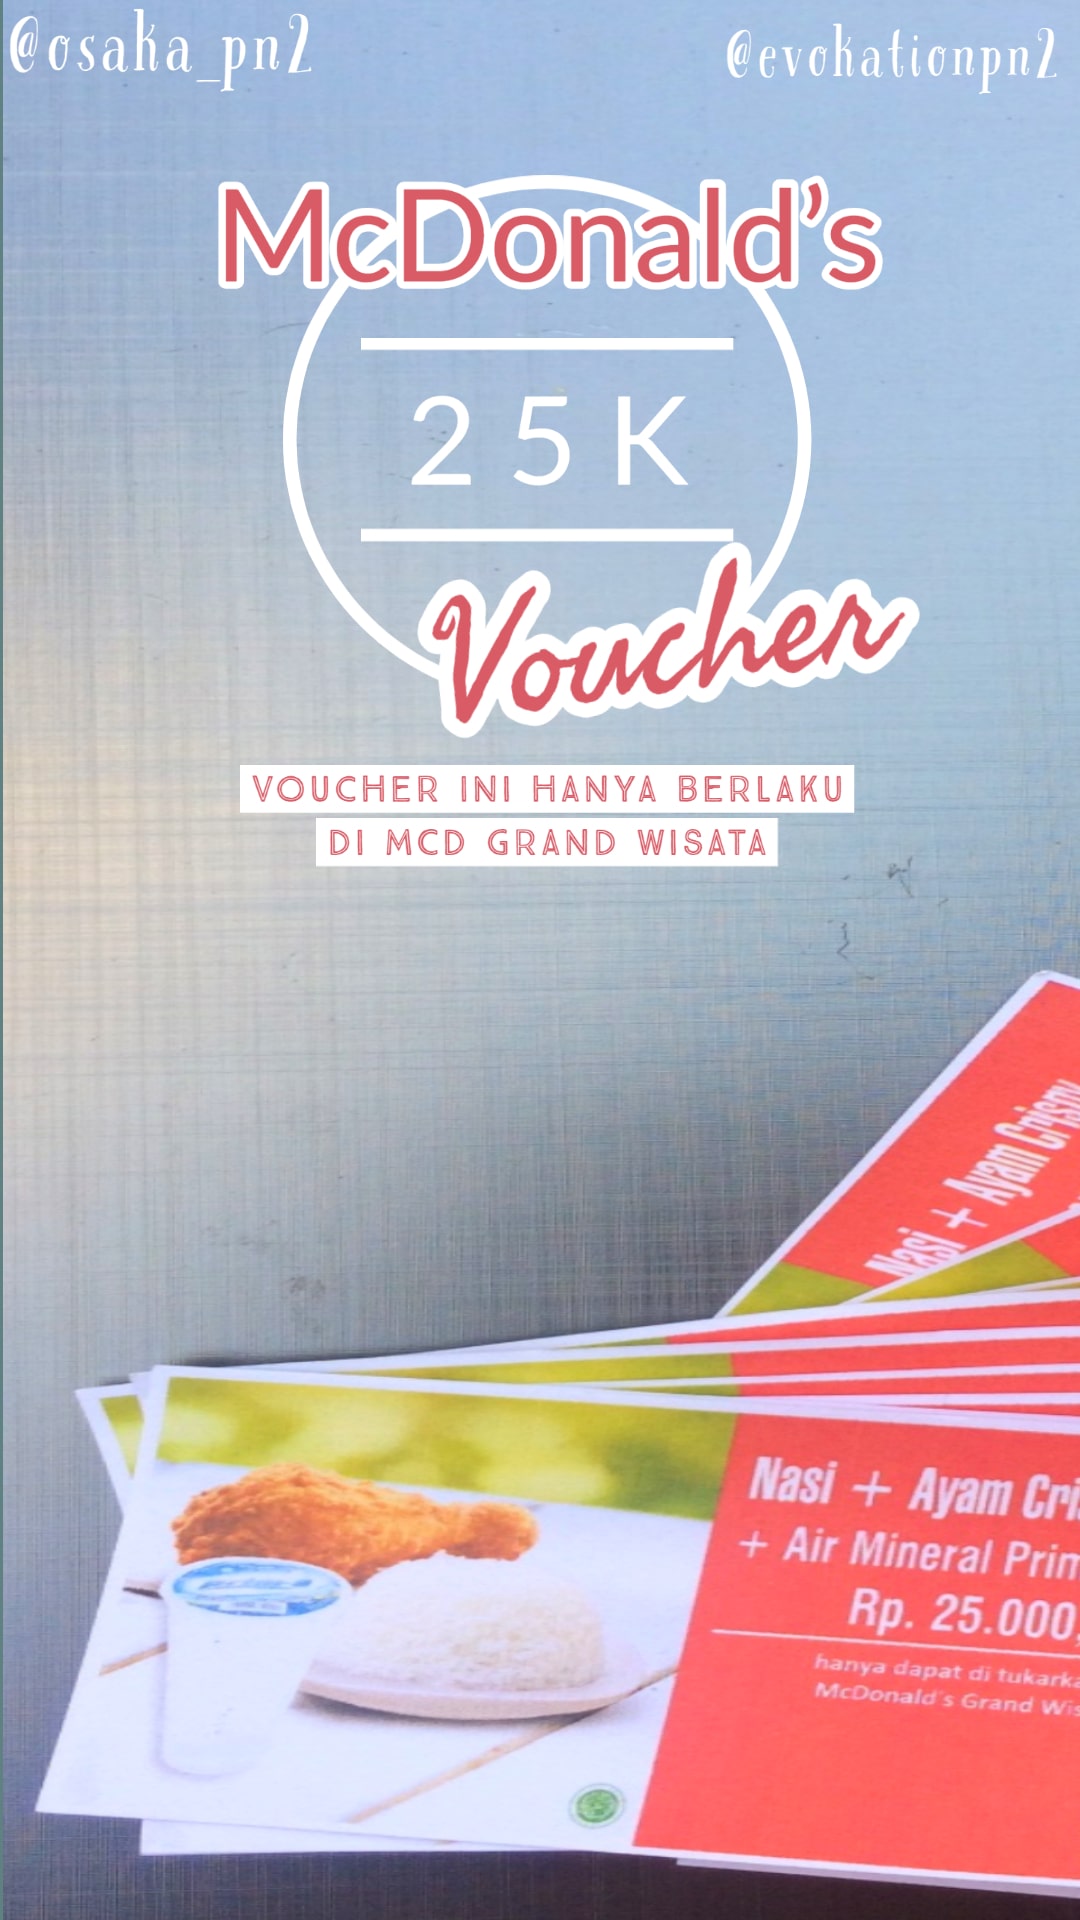 @osaka_pn2
@evokationpn2
McDonald's
25K
Voucher
VOUCHER INI HANYA BERLAKU
DI MCD GRAND WISATA
Nasi + Ayam Crispy
Nasi + Ayam Cri
+ Air Mineral Prim
Rp. 25.000,
hanya dapat di tukarka
McDonald's Grand Wis